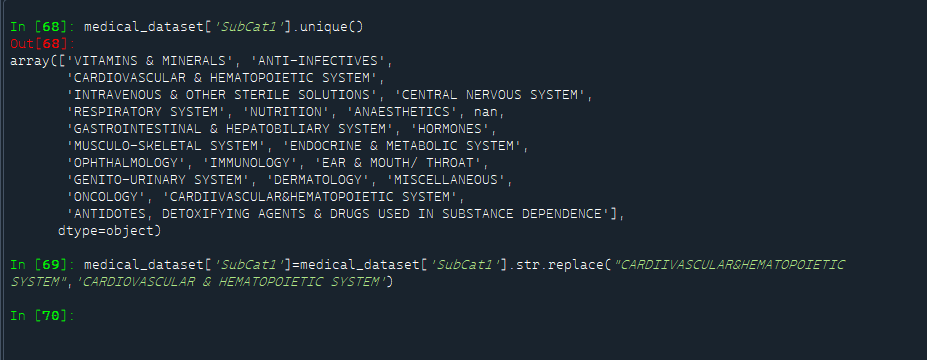 In [68]: medical_dataset['SubCat1'].unique()
Out[68]:
array(['VITAMINS & MINERALS', 'ANTI-INFECTIVES',
'CARDIOVASCULAR & HEMATOPOIETIC SYSTEM',
'INTRAVENOUS & OTHER STERILE SOLUTIONS', 'CENTRAL NERVOUS SYSTEM',
'RESPIRATORY SYSTEM', 'NUTRITION', 'ANAESTHETICS', nan,
'GASTROINTESTINAL & HEPATOBILIARY SYSTEM', 'HORMONES',
'MUSCULO-SKELETAL SYSTEM', 'ENDOCRINE & METABOLIC SYSTEM',
'OPHTHALMOLOGY', 'IMMUNOLOGY', 'EAR & MOUTH/ THROAT',
'GENITO-URINARY SYSTEM', 'DERMATOLOGY', 'MISCELLANEOUS',
'ONCOLOGY', 'CARDIIVASCULAR&HEMATOPOIETIC SYSTEM',
'ANTIDOTES, DETOXIFYING AGENTS & DRUGS USED IN SUBSTANCE DEPENDENCE'],
dtype=object)
In [69]: medical_dataset['SubCat1']=medical_dataset['SubCat1'].str.replace("CARDIIVASCULAR&HEMATOPOIETIC
SYSTEM",'CARDIOVASCULAR & HEMATOPOIETIC SYSTEM')
In [70]: